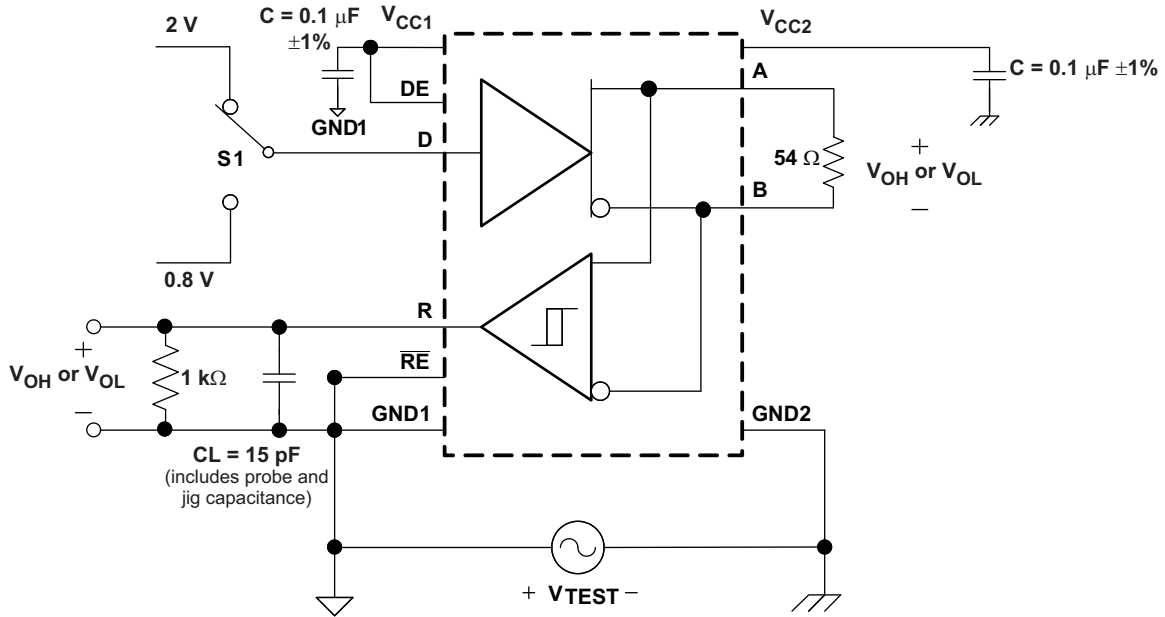 2 V
C = 0.1 μF
±1%
VCC1
VCC2
DE
A
C = 0.1 μF ±1%
GND1
D
S1
54 Ω
+
VOH or VOL
−
B
0.8 V
R
+
VOH or VOL
−
1 kΩ
RE
GND1
GND2
CL = 15 pF
(includes probe and
jig capacitance)
+ VTEST −